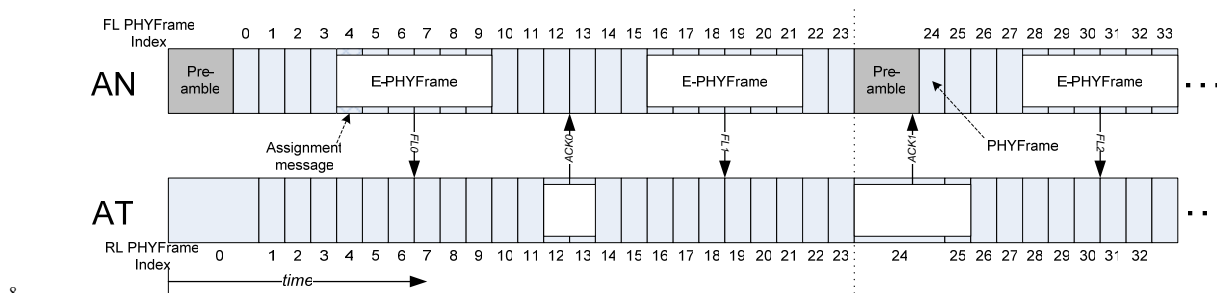 FL PHYFrame
Index
0 1 2 3 4 5 6 7 8 9 10 11 12 13 14 15 16 17 18 19 20 21 22 23 24 25 26 27 28 29 30 31 32 33
AN
Pre-
amble
E-PHYFrame
E-PHYFrame
Pre-
amble
E-PHYFrame
Assignment
message
FL0
ACK0
FL1
ACK1
PHYFrame
FL2
AT
RL PHYFrame
Index
0 1 2 3 4 5 6 7 8 9 10 11 12 13 14 15 16 17 18 19 20 21 22 23 24 25 26 27 28 29 30 31 32
time
8